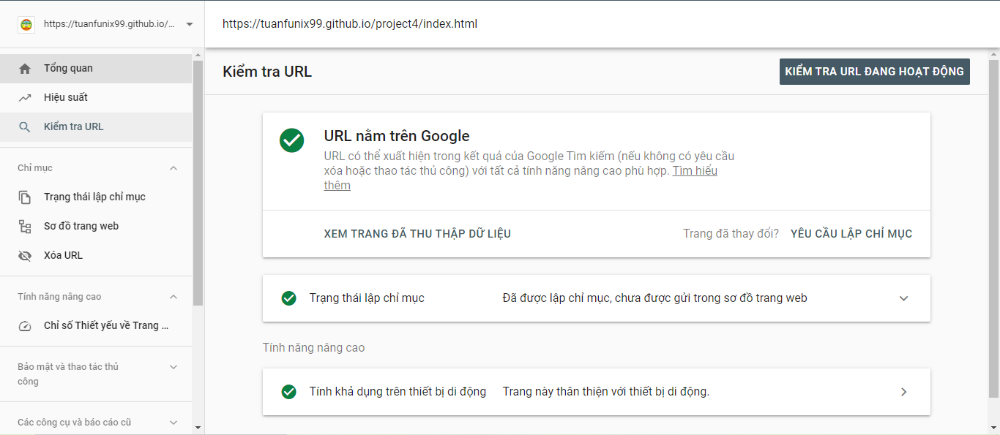 https://tuanfunix99.github.io/...
https://tuanfunix99.github.io/project4/index.html
Tổng quan
Hiệu suất
Kiểm tra URL
Chỉ mục
Trạng thái lập chỉ mục
Sơ đồ trang web
Xóa URL
Tính năng nâng cao
Chỉ số Thiết yếu về Trang ...
Bảo mật và thao tác thủ
công
Các công cụ và báo cáo cũ
Kiểm tra URL
KIỂM TRA URL ĐANG HOẠT ĐỘNG
URL nằm trên Google
URL có thể xuất hiện trong kết quả của Google Tìm kiếm (nếu không có yêu cầu
xóa hoặc thao tác thủ công) với tất cả tính năng nâng cao phù hợp. Tìm hiểu
thêm
XEM TRANG ĐÃ THU THẬP DỮ LIỆU
Trang đã thay đổi? YÊU CẦU LẬP CHỈ MỤC
Trạng thái lập chỉ mục Đã được lập chỉ mục, chưa được gửi trong sơ đồ trang web
Tính năng nâng cao
Tính khả dụng trên thiết bị di động Trang này thân thiện với thiết bị di động.